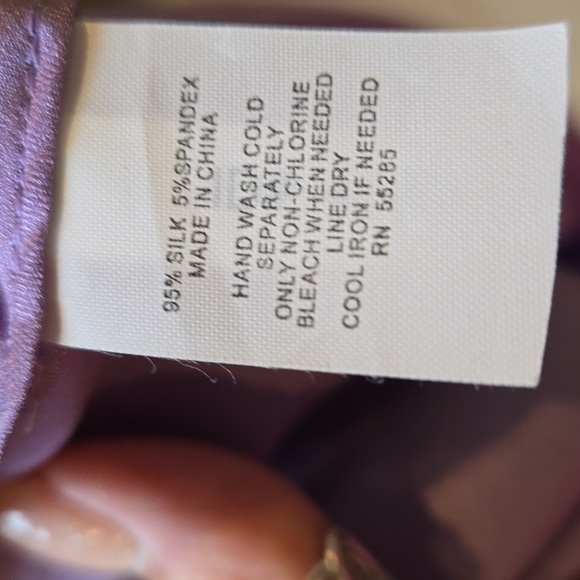 95% SILK 5%SPANDEX
MADE IN CHINA
HAND WASH COLD
SEPARATELY
ONLY NON-CHLORINE
BLEACH WHEN NEEDED
LINE DRY
COOL IRON IF NEEDED
RN 55285